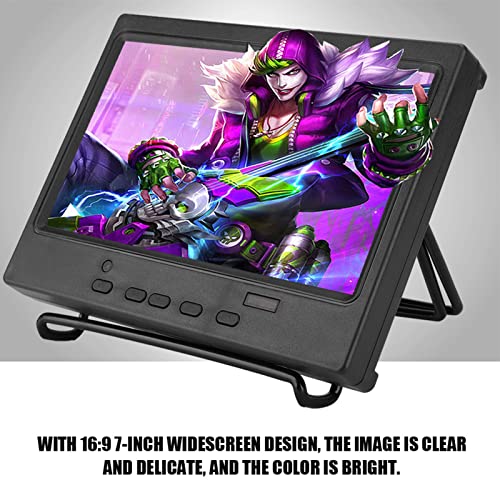 WITH 16:9 7-INCH WIDESCREEN DESIGN, THE IMAGE IS CLEAR
AND DELICATE, AND THE COLOR IS BRIGHT.